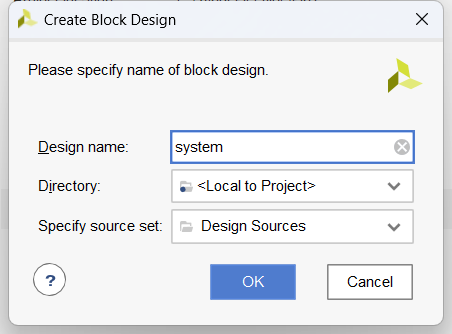 Create Block Design
Please specify name of block design.
Design name: system
Directory: <Local to Project>
Specify source set: Design Sources
? OK Cancel